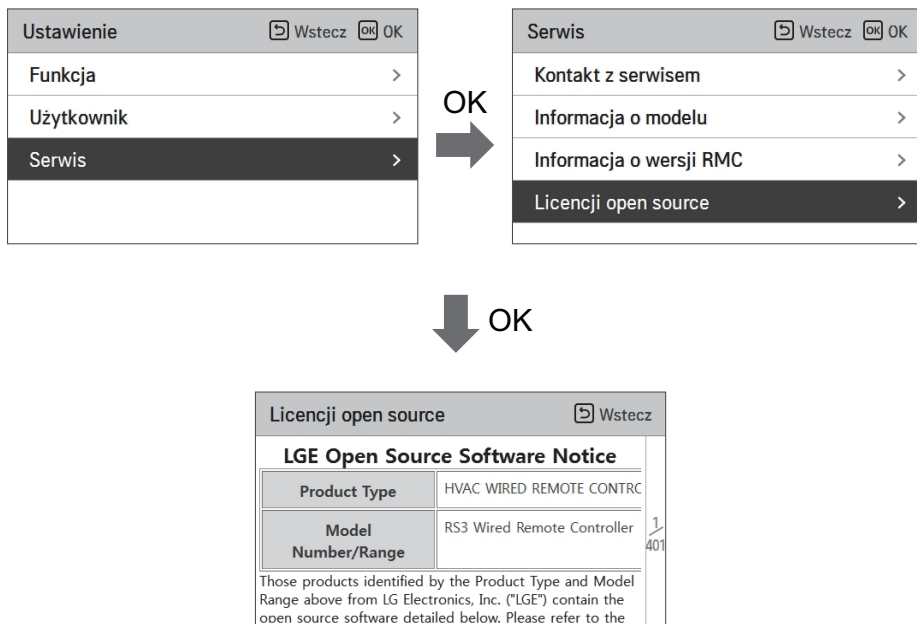 Ustawienie
Wstecz OK OK
Funkcja >
Użytkownik >
Serwis >
OK
Serwis
Wstecz OK OK
Kontakt z serwisem >
Informacja o modelu >
Informacja o wersji RMC >
Licencji open source >
OK
Licencji open source
Wstecz
LGE Open Source Software Notice
Product Type
HVAC WIRED REMOTE CONTRC
Model
Number/Range
RS3 Wired Remote Controller
1/401
Those products identified by the Product Type and Model
Range above from LG Electronics, Inc. ("LGE") contain the
open source software detailed below. Please refer to the